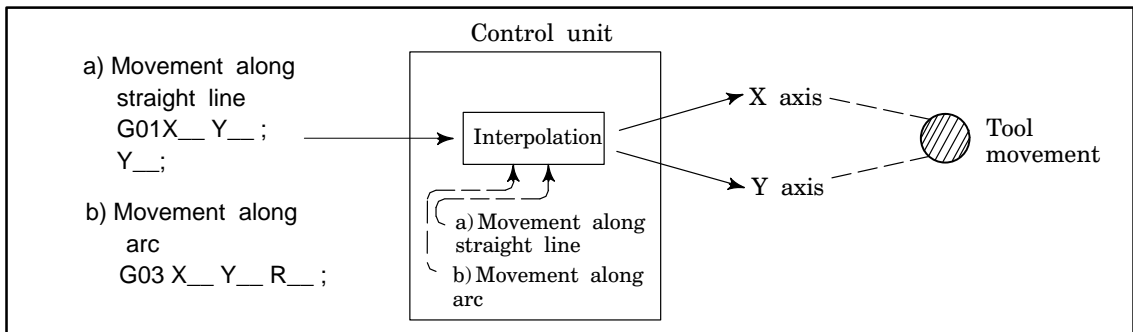 a) Movement along
straight line
G01X__ Y__ ;
Y__;
b) Movement along
arc
G03 X__ Y__ R__ ;
Control unit
Interpolation
a) Movement along
straight line
b) Movement along
arc
X axis
Y axis
Tool
movement